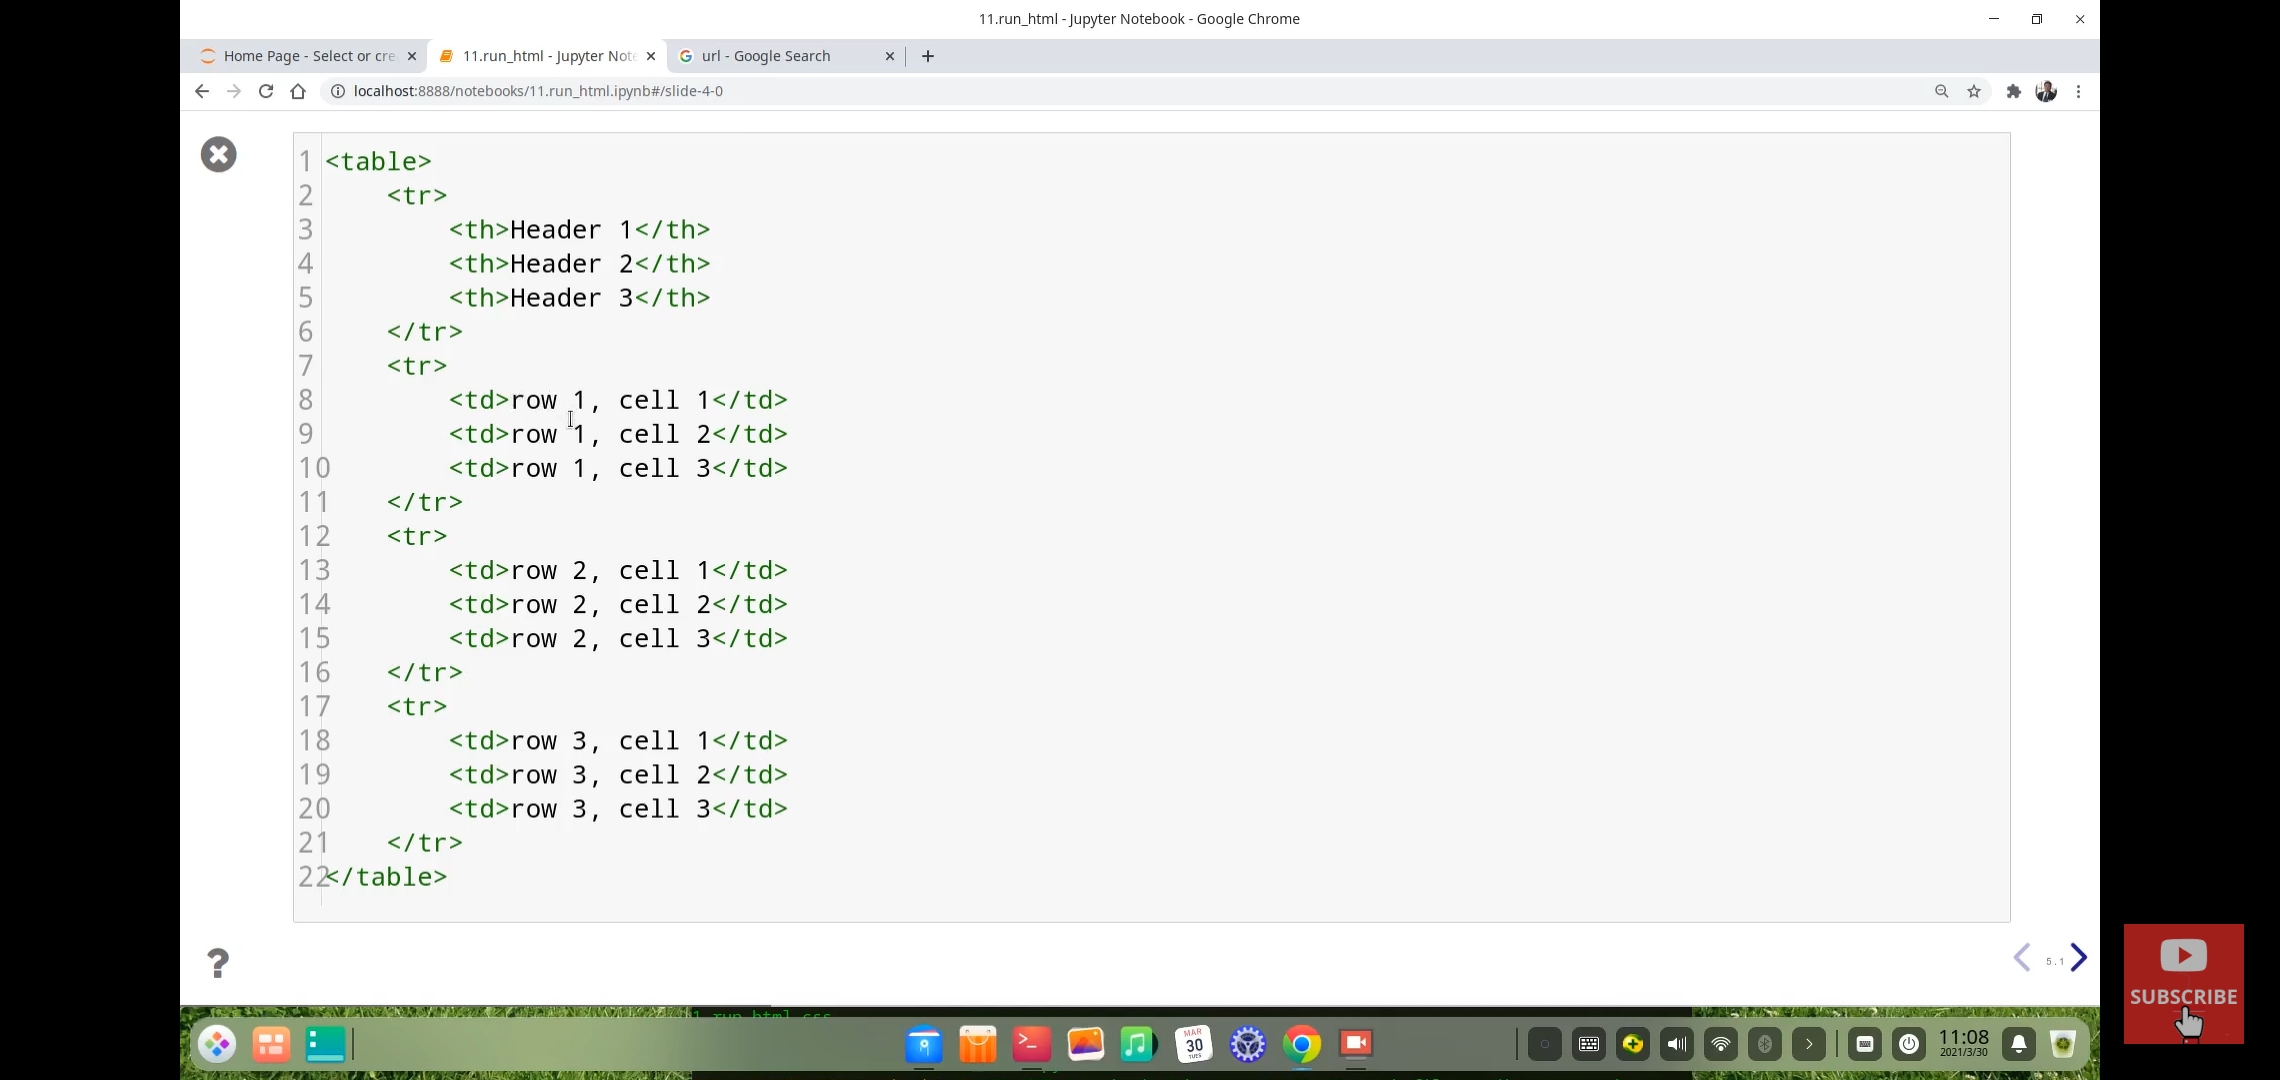 11.run_html - Jupyter Notebook - Google Chrome
Home Page - Select or cre
11.run_html - Jupyter Note
url - Google Search
localhost:8888/notebooks/11.run_html.ipynb#/slide-4-0
1 <table>
2     <tr>
3         <th>Header 1</th>
4         <th>Header 2</th>
5         <th>Header 3</th>
6     </tr>
7     <tr>
8         <td>row 1, cell 1</td>
9         <td>row 1, cell 2</td>
10         <td>row 1, cell 3</td>
11     </tr>
12     <tr>
13         <td>row 2, cell 1</td>
14         <td>row 2, cell 2</td>
15         <td>row 2, cell 3</td>
16     </tr>
17     <tr>
18         <td>row 3, cell 1</td>
19         <td>row 3, cell 2</td>
20         <td>row 3, cell 3</td>
21     </tr>
22 </table>
?
5.1
SUBSCRIBE
MAR
30
TUES
11:08
2021/3/30